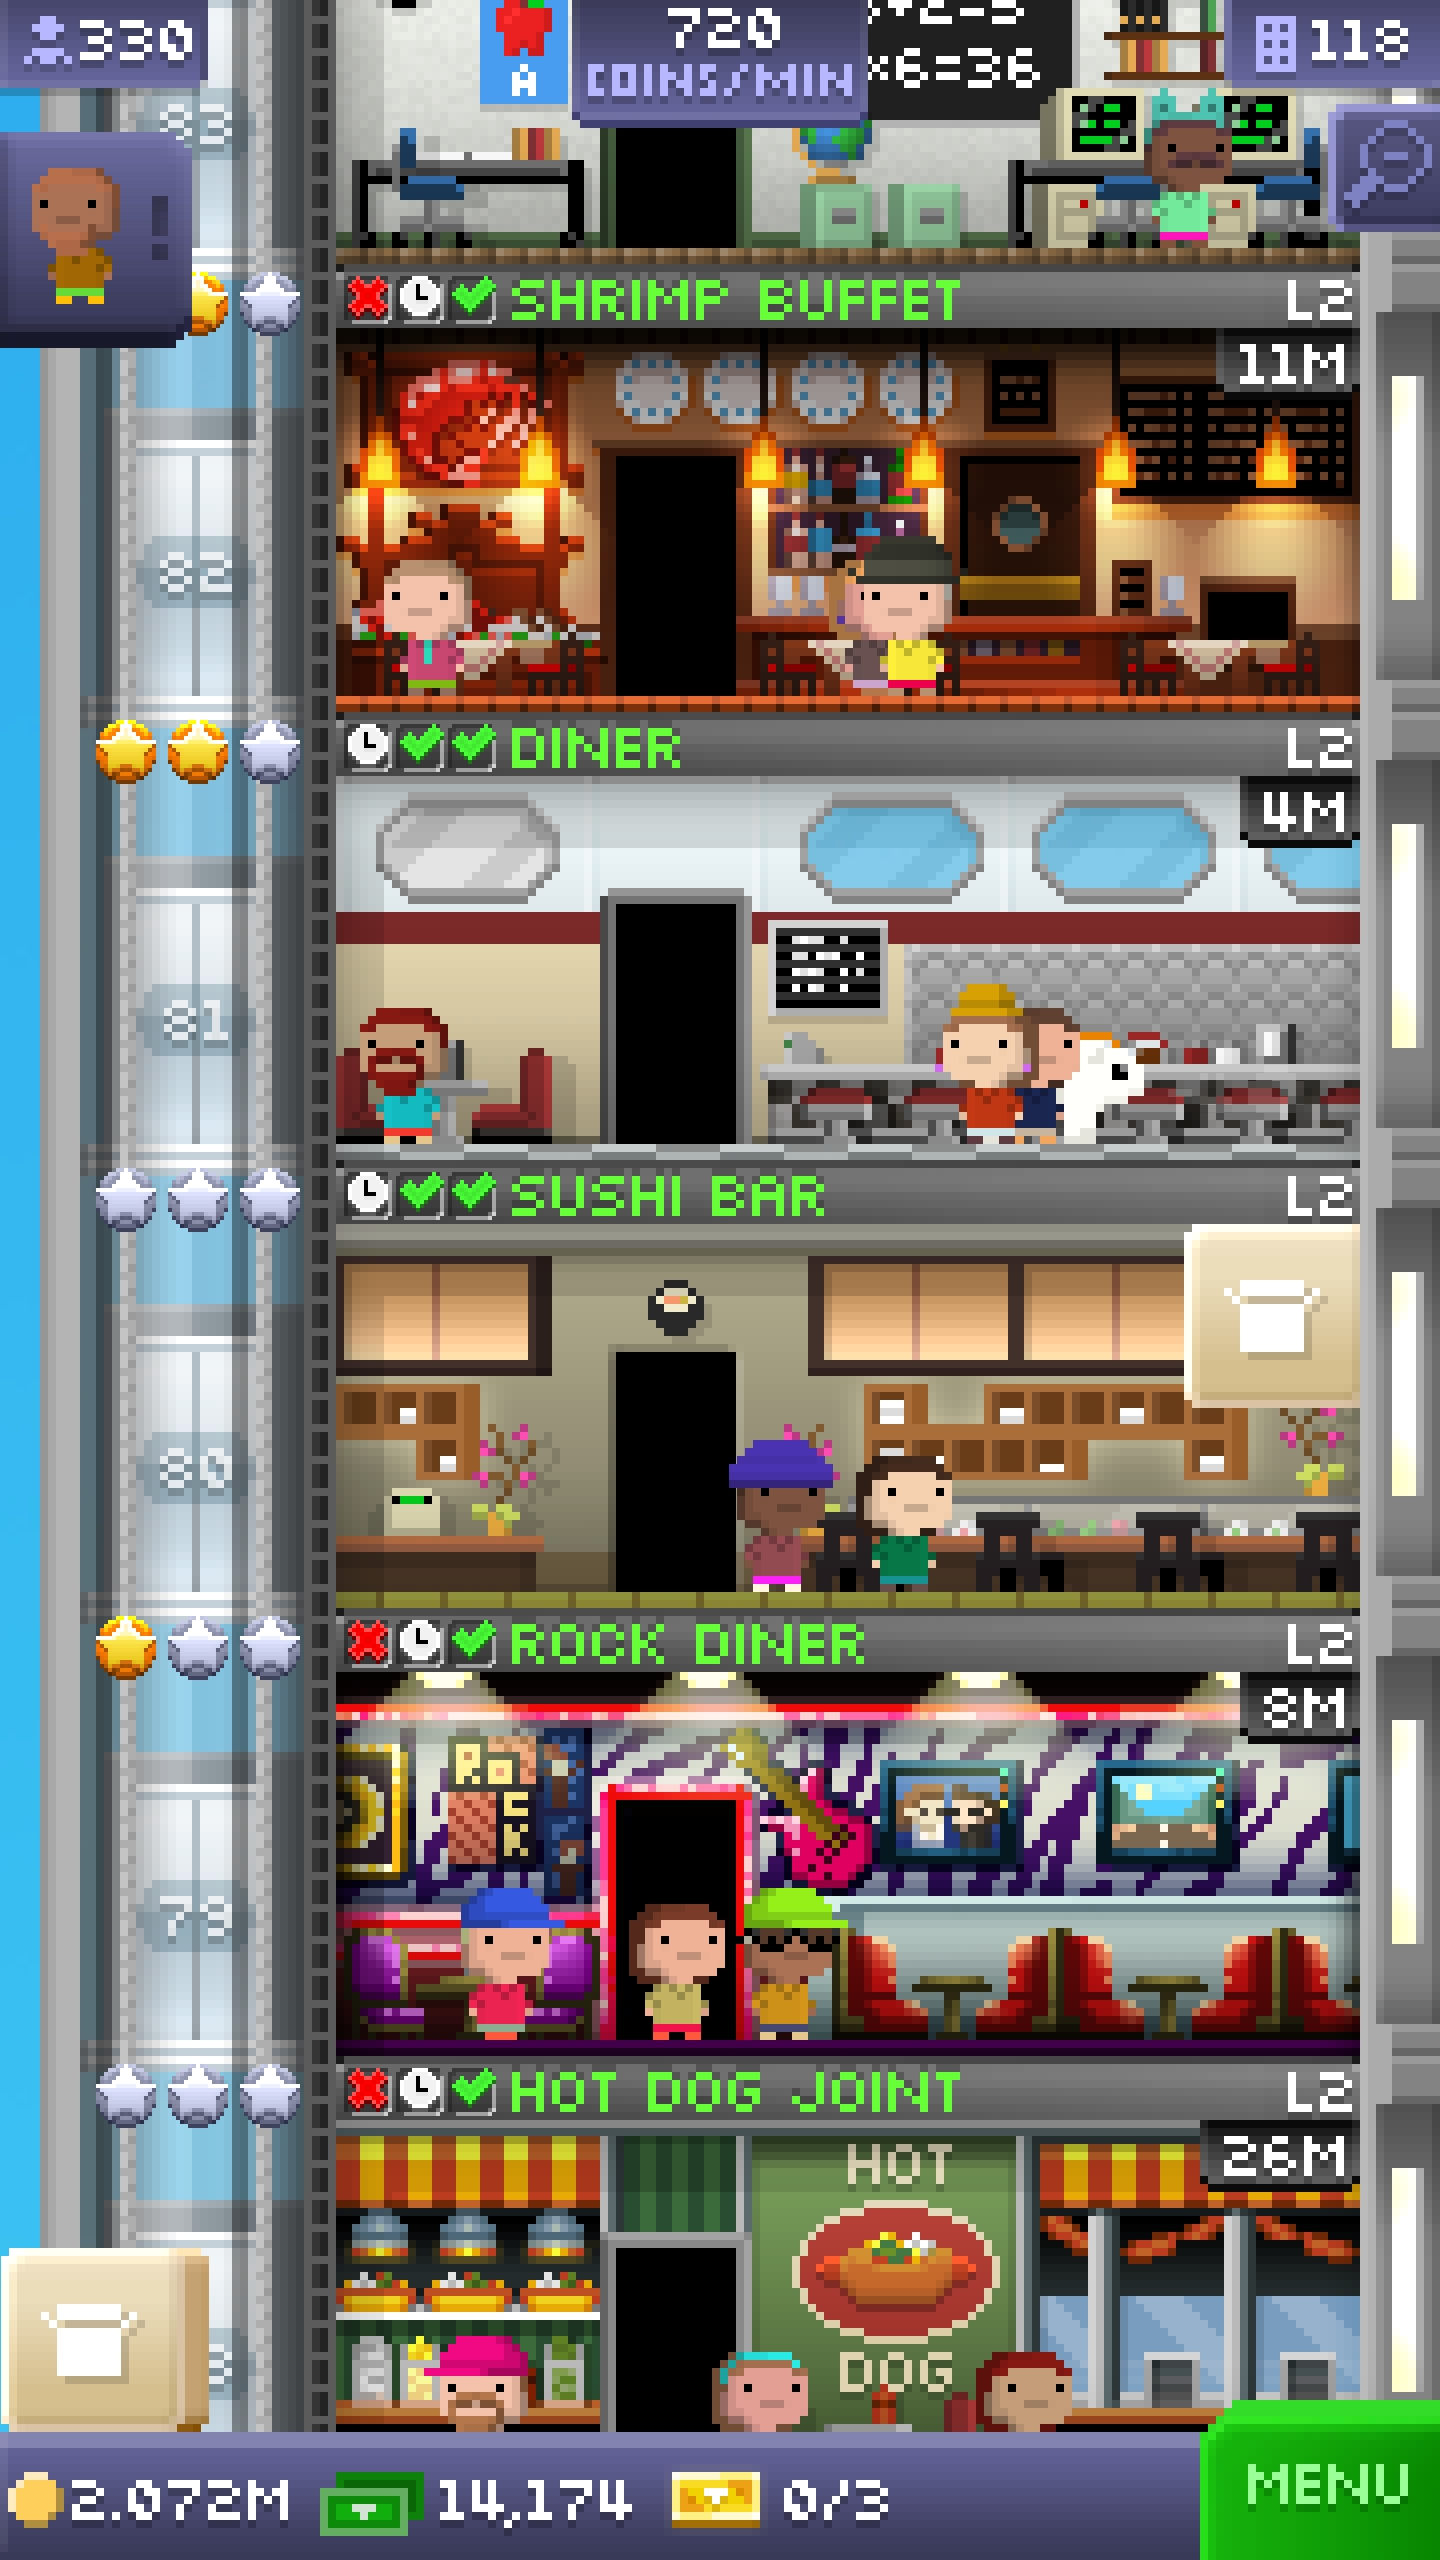 330
720
COINS/MIN
118
A
×6=36
83
SHRIMP BUFFET L2
11M
82
DINER L2
4M
81
SUSHI BAR L2
80
ROCK DINER L2
8M
Rock
79
HOT DOG JOINT L2
26M
HOT
DOG
2.072M 14,174 0/3
MENU